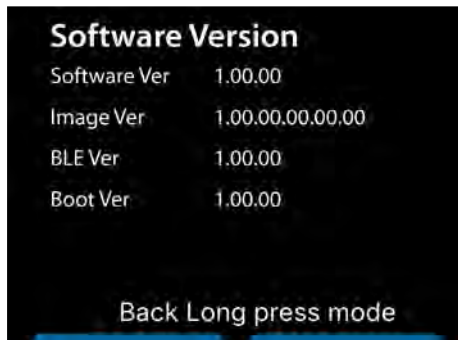 Software Version
Software Ver 1.00.00
Image Ver 1.00.00.00.00.00
BLE Ver 1.00.00
Boot Ver 1.00.00
Back Long press mode